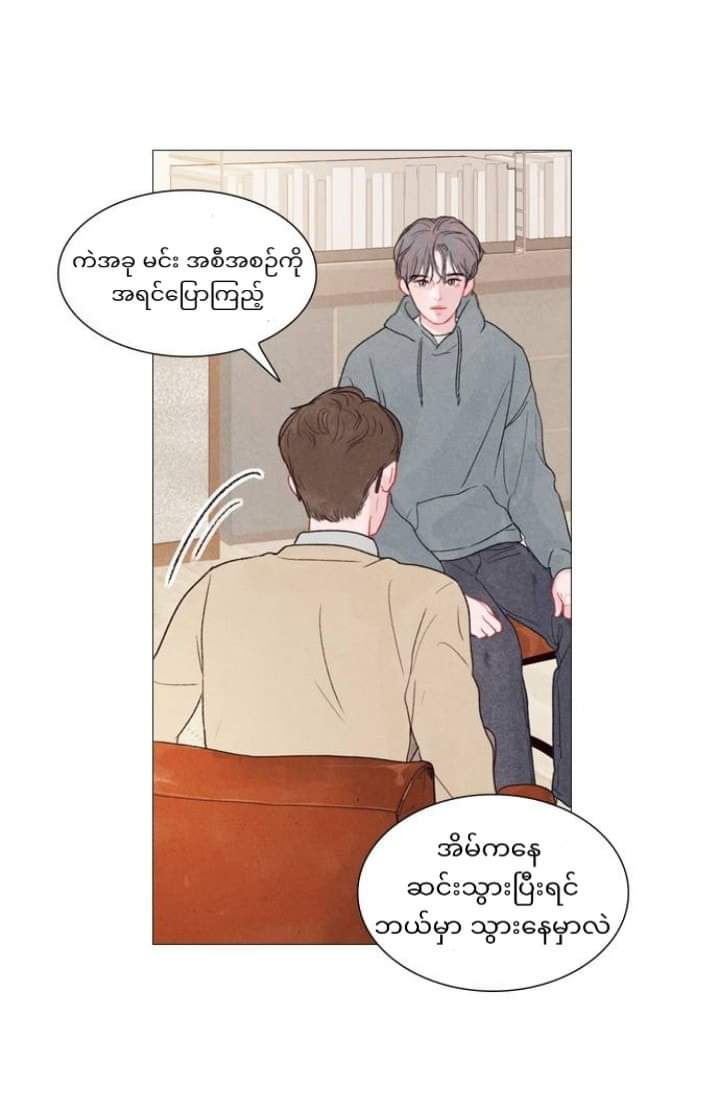 ကဲအခု မင်း အစီအစဉ်ကို
အရင်ပြောကြည့်
အိမ်ကနေ
ဆင်းသွားပြီးရင်
ဘယ်မှာ သွားနေမှာလဲ